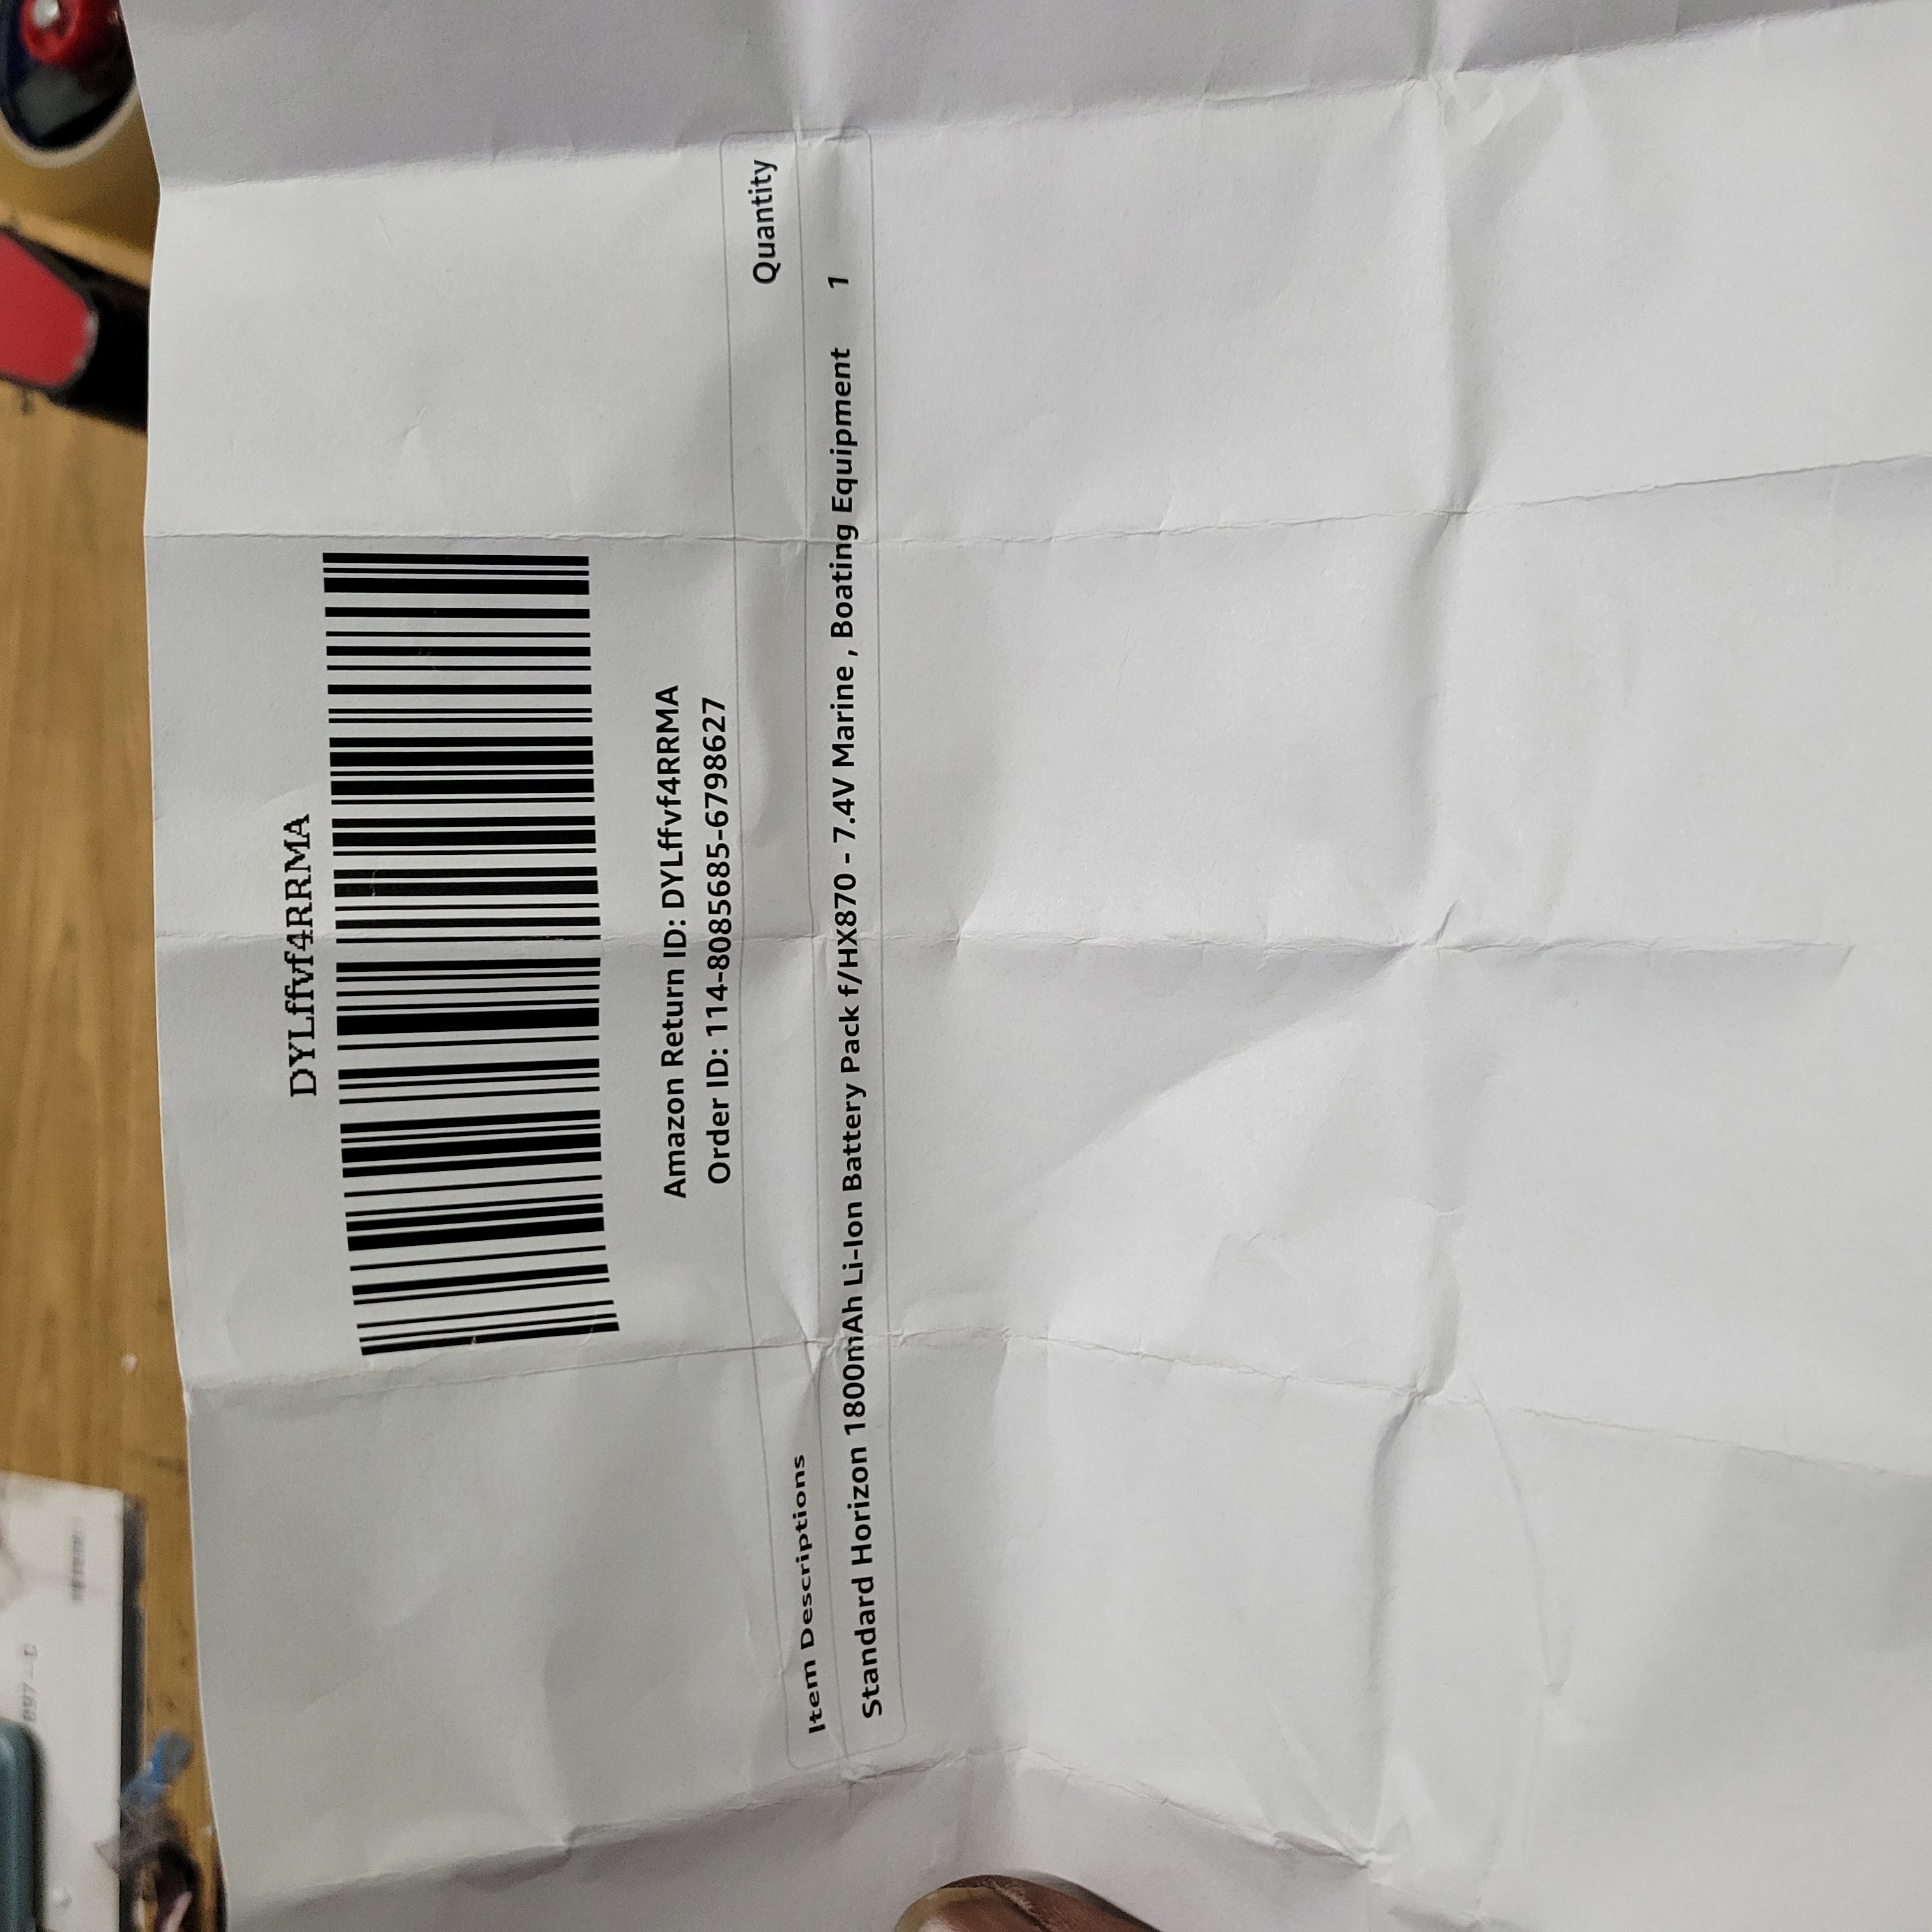 DYLffvf4RRMA
Amazon Return ID: DYLffvf4RRMA
Order ID: 114-8085685-6798627
Item Descriptions Quantity
Standard Horizon 1800mAh Li-Ion Battery Pack f/HX870 - 7.4V Marine , Boating Equipment 1